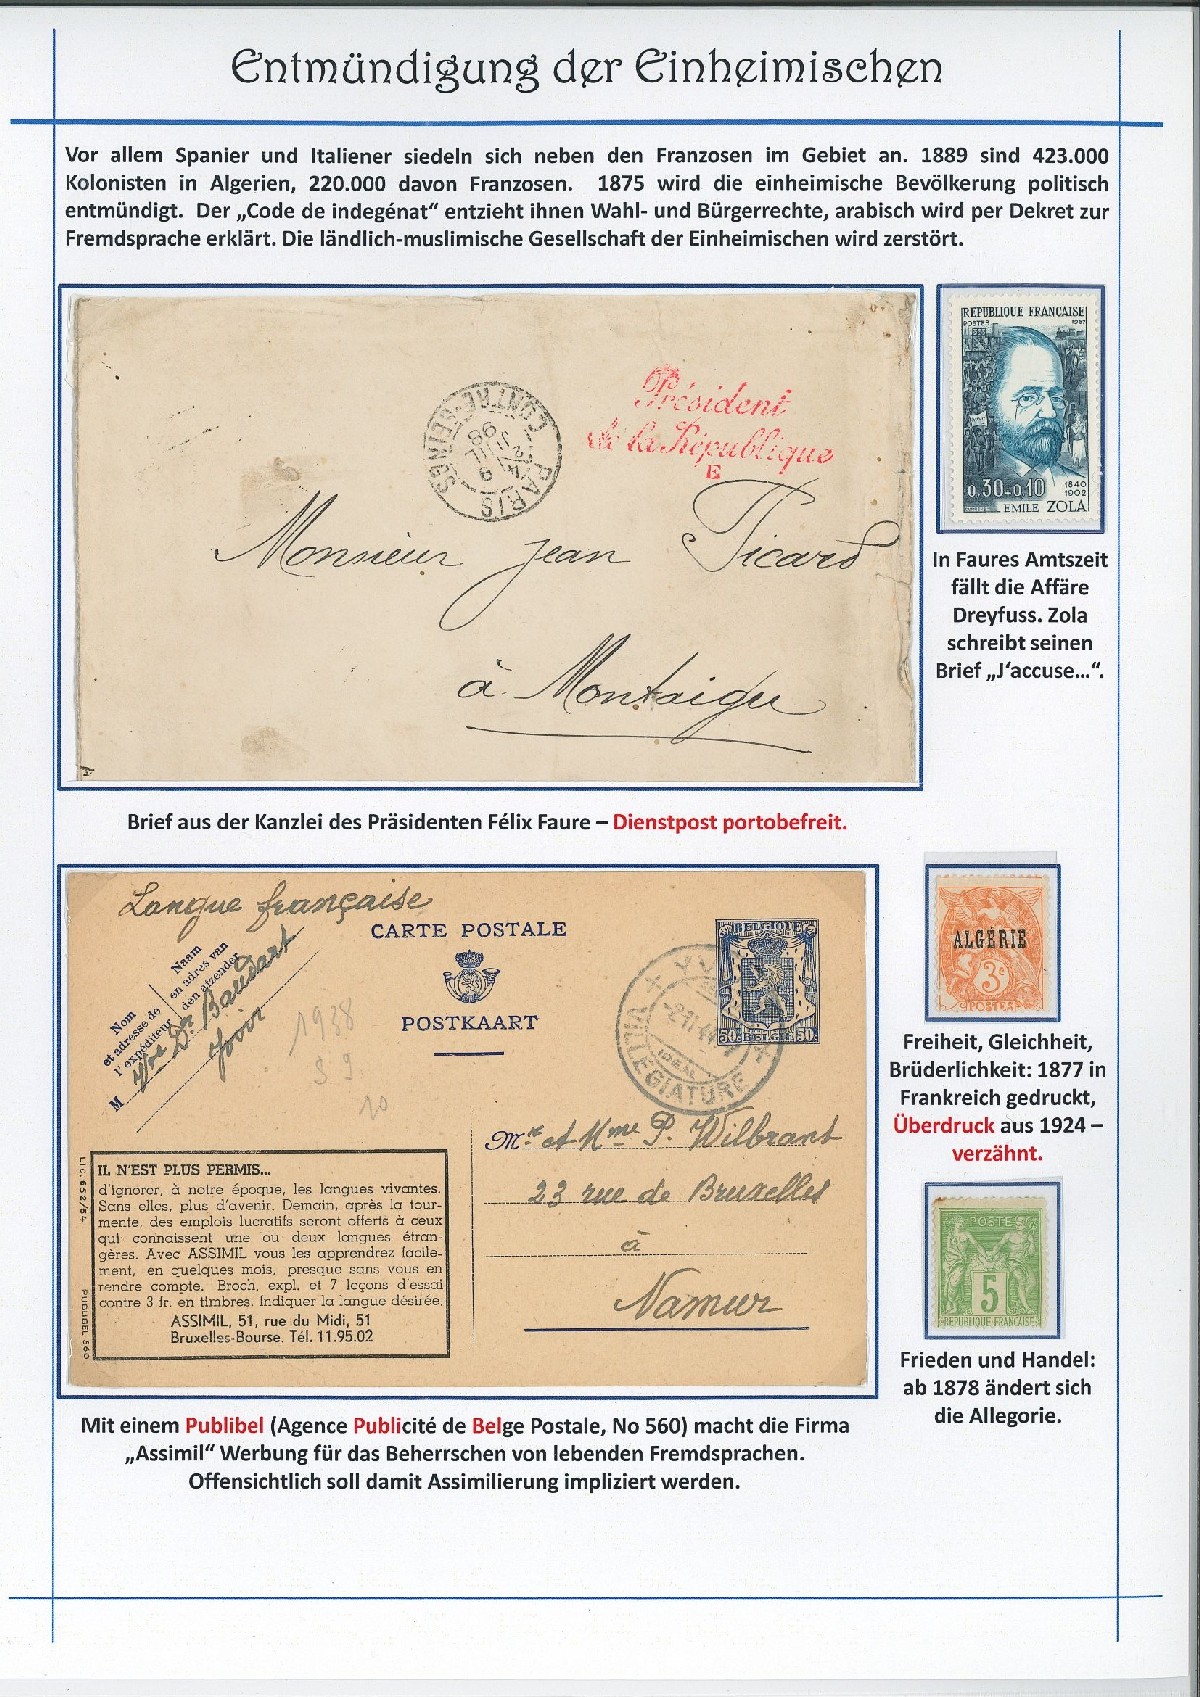 Entmündigung der Einheimischen
Vor allem Spanier und Italiener siedeln sich neben den Franzosen im Gebiet an. 1889 sind 423.000
Kolonisten in Algerien, 220.000 davon Franzosen. 1875 wird die einheimische Bevölkerung politisch
entmündigt. Der „Code de indegénat“ entzieht ihnen Wahl- und Bürgerrechte, arabisch wird per Dekret zur
Fremdsprache erklärt. Die ländlich-muslimische Gesellschaft der Einheimischen wird zerstört.
Président
de la République
E
PARIS CONTRE-SEINGS
Monsieur Jean Picard
à Montaigu
REPUBLIQUE FRANÇAISE
POSTES 1967
0,30+0,10
1840
1902
EMILE ZOLA
In Faures Amtszeit
fällt die Affäre
Dreyfuss. Zola
schreibt seinen
Brief „J‘accuse...“.
Brief aus der Kanzlei des Präsidenten Félix Faure – Dienstpost portobefreit.
Langue française
CARTE POSTALE
POSTKAART
Nom
et adresse de
l'expéditeur
Naam
en adres van
den afzender
M
1938
39
10
BELGIQUE
50c BELGIE 50c
VILLEGIATURE
Mr et Mme P. Wilbrant
23 rue de Bruxelles
à
Namur
IL N'EST PLUS PERMIS...
d'ignorer, à notre époque, les langues vivantes.
Sans elles, plus d'avenir. Demain, après la tour-
mente, des emplois lucratifs seront offerts à ceux
qui connaissent une ou deux langues étran-
gères. Avec ASSIMIL vous les apprendrez facile-
ment, en quelques mois, presque sans vous en
rendre compte. Broch. expl. et 7 leçons d'essai
contre 3 fr. en timbres. Indiquer la langue désirée.
ASSIMIL, 51, rue du Midi, 51
Bruxelles-Bourse. Tél. 11.95.02
PUBLIBEL 560
ALGÉRIE
3c
POSTES
Freiheit, Gleichheit,
Brüderlichkeit: 1877 in
Frankreich gedruckt,
Überdruck aus 1924 –
verzähnt.
POSTE
5
REPUBLIQUE FRANÇAISE
Frieden und Handel:
ab 1878 ändert sich
die Allegorie.
Mit einem Publibel (Agence Publicité de Belge Postale, No 560) macht die Firma
„Assimil“ Werbung für das Beherrschen von lebenden Fremdsprachen.
Offensichtlich soll damit Assimilierung impliziert werden.